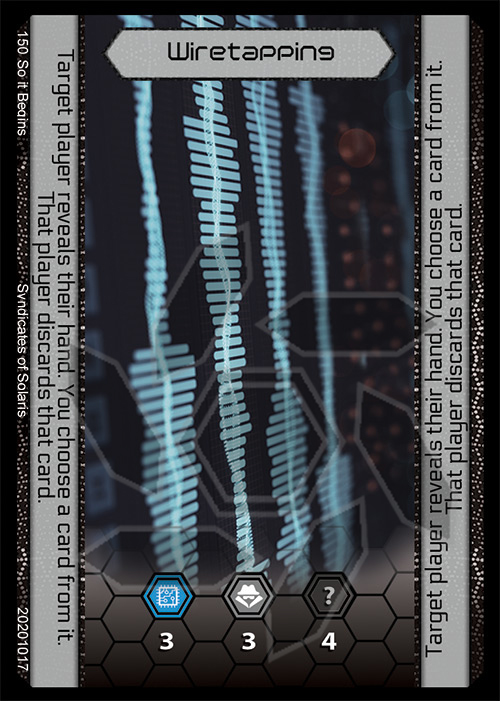 Wiretapping
150 So it Begins
Syndicates of Solaris
20201017
Target player reveals their hand. You choose a card from it.
That player discards that card.
Target player reveals their hand. You choose a card from it.
That player discards that card.
?
3
3
4